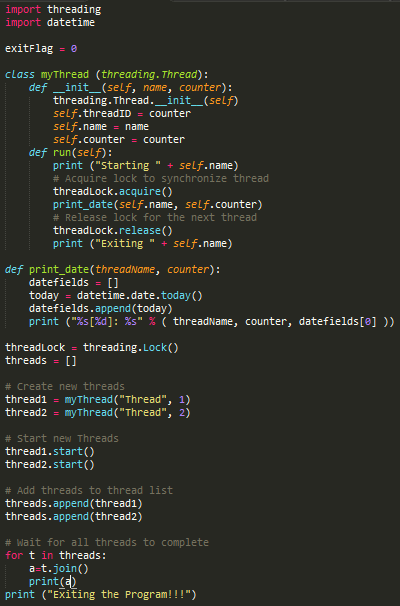 import threading
import datetime

exitFlag = 0

class myThread (threading.Thread):
    def __init__(self, name, counter):
        threading.Thread.__init__(self)
        self.threadID = counter
        self.name = name
        self.counter = counter
    def run(self):
        print ("Starting " + self.name)
        # Acquire lock to synchronize thread
        threadLock.acquire()
        print_date(self.name, self.counter)
        # Release lock for the next thread
        threadLock.release()
        print ("Exiting " + self.name)

def print_date(threadName, counter):
    datefields = []
    today = datetime.date.today()
    datefields.append(today)
    print ("%s[%d]: %s" % ( threadName, counter, datefields[0] ))

threadLock = threading.Lock()
threads = []

# Create new threads
thread1 = myThread("Thread", 1)
thread2 = myThread("Thread", 2)

# Start new Threads
thread1.start()
thread2.start()

# Add threads to thread list
threads.append(thread1)
threads.append(thread2)

# Wait for all threads to complete
for t in threads:
    a=t.join()
    print(a)
print ("Exiting the Program!!!")